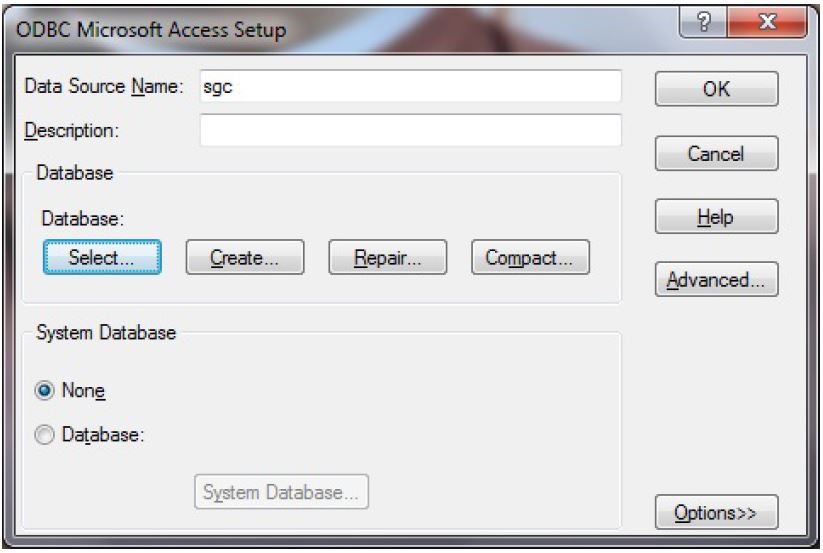 ODBC Microsoft Access Setup
Data Source Name: sgc
OK
Description:
Cancel
Database
Database:
Help
Select... Create... Repair... Compact...
Advanced...
System Database
None
Database:
System Database...
Options>>